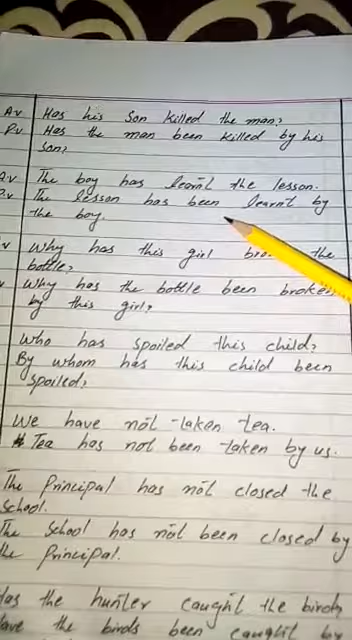 Av Has his son killed the man?
Pv Has the man been killed by his
son?
Av The boy has learnt the lesson.
Pv The lesson has been learnt by
the boy.
v Why has this girl bro the
bottle?
v Why has the bottle been broken
by this girl?
Who has spoiled this child?
By whom has this child been
spoiled?
We have not taken tea.
Tea has not been taken by us.
The Principal has not closed the
School.
The School has not been closed by
the Principal.
Has the hunter caught the birds
Have the birds been caught by